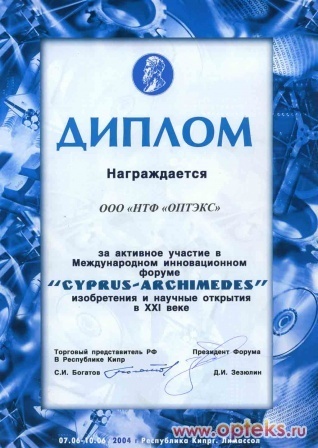 ДИПЛОМ
Награждается
ООО «НТФ «ОПТЭКС»
за активное участие в
Международном инновационном
форуме
"CYPRUS-ARCHIMEDES"
изобретения и научные открытия
в XXI веке
Торговый представитель РФ
В Республике Кипр
С.И. Богатов
Президент Форума
Д.И. Зезюлин
07.06-10.06 2004 г. Республика Кипр г. Лимассол
www.opteks.ru